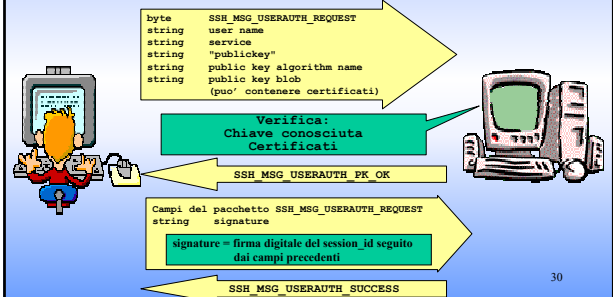 byte SSH_MSG_USERAUTH_REQUEST
string user name
string service
string "publickey"
string public key algorithm name
string public key blob
(puo' contenere certificati)
Verifica:
Chiave conosciuta
Certificati
SSH_MSG_USERAUTH_PK_OK
Campi del pacchetto SSH_MSG_USERAUTH_REQUEST
string signature
signature = firma digitale del session_id seguito
dai campi precedenti
30
SSH_MSG_USERAUTH_SUCCESS